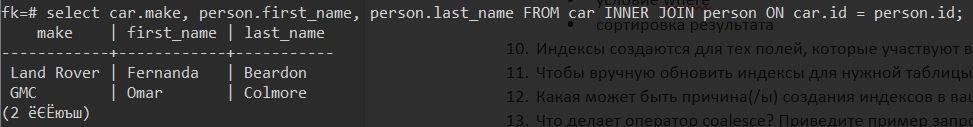 условие where
fk=# select car.make, person.first_name, person.last_name FROM car INNER JOIN person ON car.id = person.id;
• сортировка результата
make | first_name | last_name
------------+------------+-----------
10. Индексы создаются для тех полей, которые участвуют в
Land Rover | Fernanda | Beardon
11. Чтобы вручную обновить индексы для нужной таблицы
GMC | Omar | Colmore
12. Какая может быть причина(/ы) создания индексов в ва
(2 ёЄЁюъш)
13. Что делает оператор coalesce? Приведите пример запро